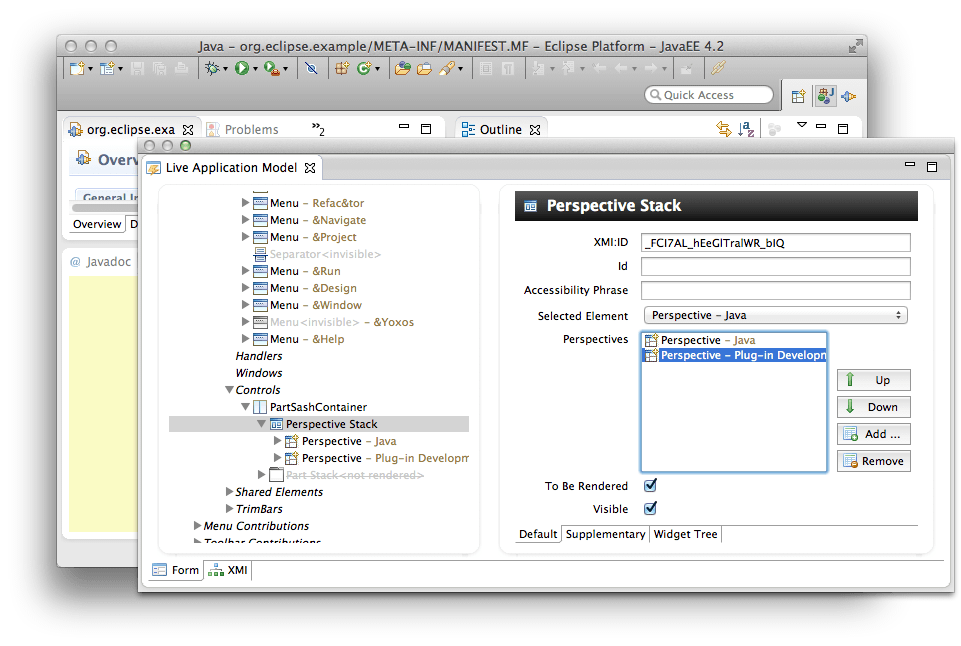 Java – org.eclipse.example/META-INF/MANIFEST.MF – Eclipse Platform – JavaEE 4.2
Quick Access
org.eclipse.exa
Problems
»2
Outline
Overv
General In
Overview
D
@ Javadoc
Live Application Model
Menu – Refac&tor
Menu – &Navigate
Menu – &Project
Separator<invisible>
Menu – &Run
Menu – &Design
Menu – &Window
Menu<invisible> – &Yoxos
Menu – &Help
Handlers
Windows
Controls
PartSashContainer
Perspective Stack
Perspective – Java
Perspective – Plug-in Developm
Part Stack<not rendered>
Shared Elements
TrimBars
Menu Contributions
Toolbar Contributions
Form
XMI
Perspective Stack
XMI:ID
_FCI7AL_hEeGlTralWR_bIQ
Id
Accessibility Phrase
Selected Element
Perspective – Java
Perspectives
Perspective – Java
Perspective – Plug-in Developn
Up
Down
Add ...
Remove
To Be Rendered
Visible
Default
Supplementary
Widget Tree